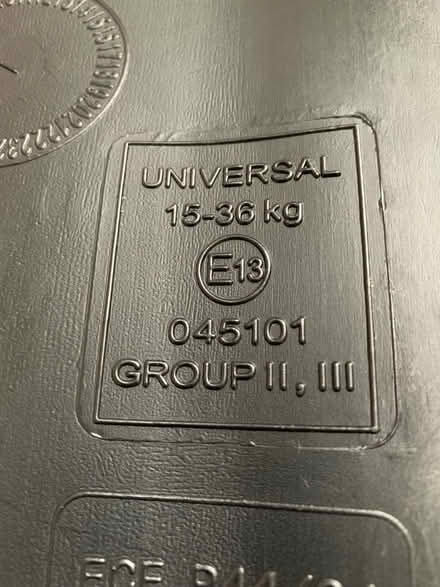 UNIVERSAL
15-36 kg
E13
045101
GROUP II, III